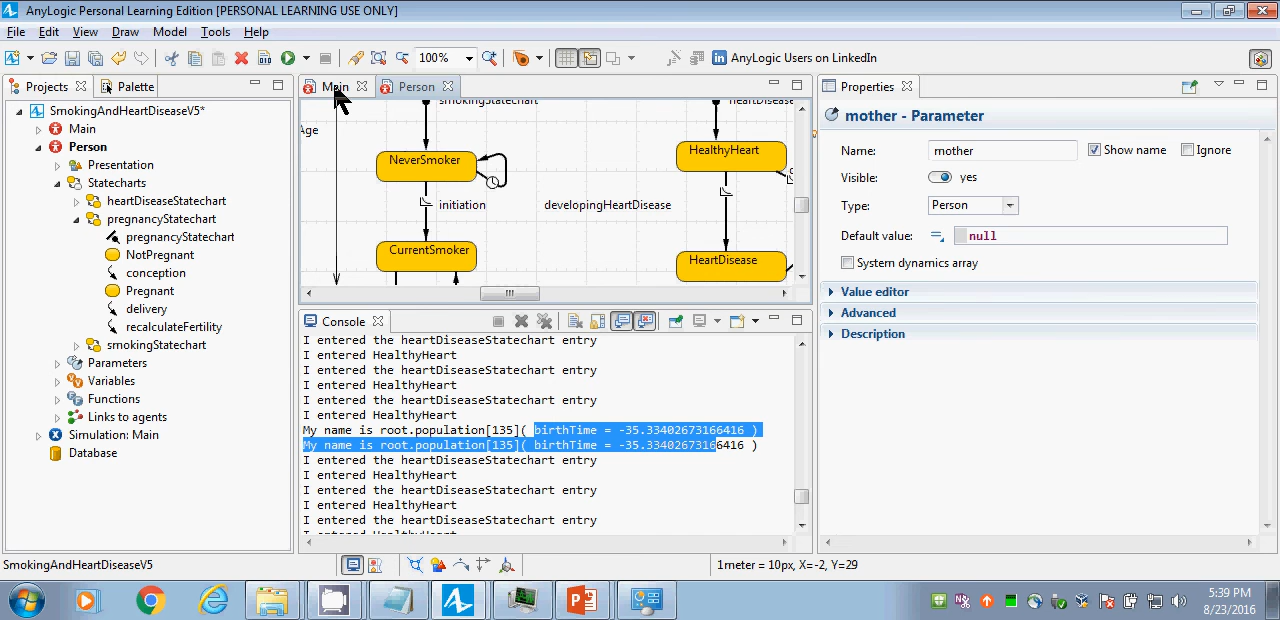 AnyLogic Personal Learning Edition [PERSONAL LEARNING USE ONLY]
File Edit View Draw Model Tools Help
100%
AnyLogic Users on LinkedIn
Projects
Palette
SmokingAndHeartDiseaseV5*
Main
Person
Presentation
Statecharts
heartDiseaseStatechart
pregnancyStatechart
pregnancyStatechart
NotPregnant
conception
Pregnant
delivery
recalculateFertility
smokingStatechart
Parameters
Variables
Functions
Links to agents
Simulation: Main
Database
Main
Person
smokingStatechart
heartDisease
Age
NeverSmoker
HealthyHeart
initiation
developingHeartDisease
CurrentSmoker
HeartDisease
Console
I entered the heartDiseaseStatechart entry
I entered HealthyHeart
I entered the heartDiseaseStatechart entry
I entered HealthyHeart
I entered the heartDiseaseStatechart entry
I entered HealthyHeart
My name is root.population[135]( birthTime = -35.33402673166416 )
My name is root.population[135]( birthTime = -35.33402673166416 )
I entered the heartDiseaseStatechart entry
I entered HealthyHeart
I entered the heartDiseaseStatechart entry
I entered HealthyHeart
I entered the heartDiseaseStatechart entry
I entered HealthyHeart
Properties
mother - Parameter
Name: mother Show name Ignore
Visible: yes
Type: Person
Default value: null
System dynamics array
Value editor
Advanced
Description
SmokingAndHeartDiseaseV5
1meter = 10px, X=-2, Y=29
5:39 PM
8/23/2016